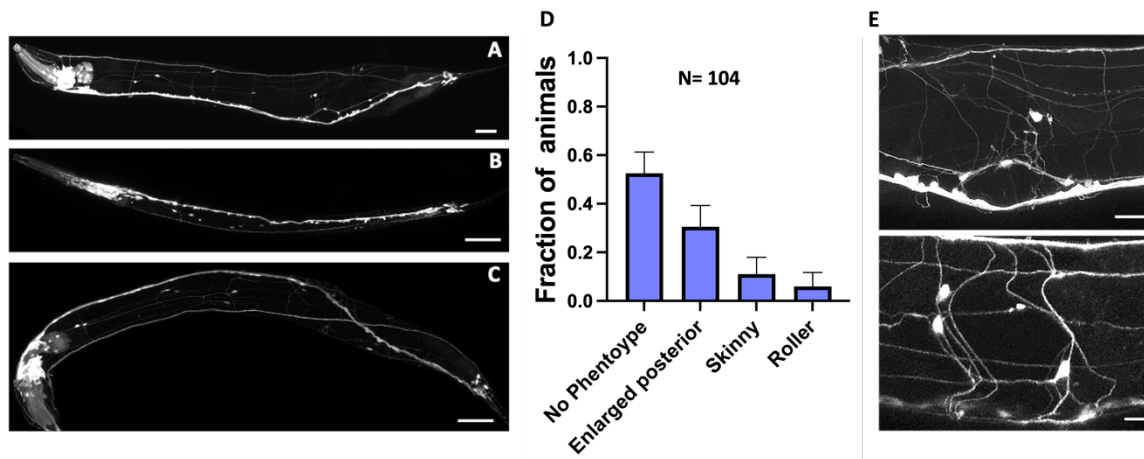 A
B
C
D
N= 104
Fraction of animals
1.0
0.8
0.6
0.4
0.2
0.0
No Phentoype
Enlarged posterior
Skinny
Roller
E